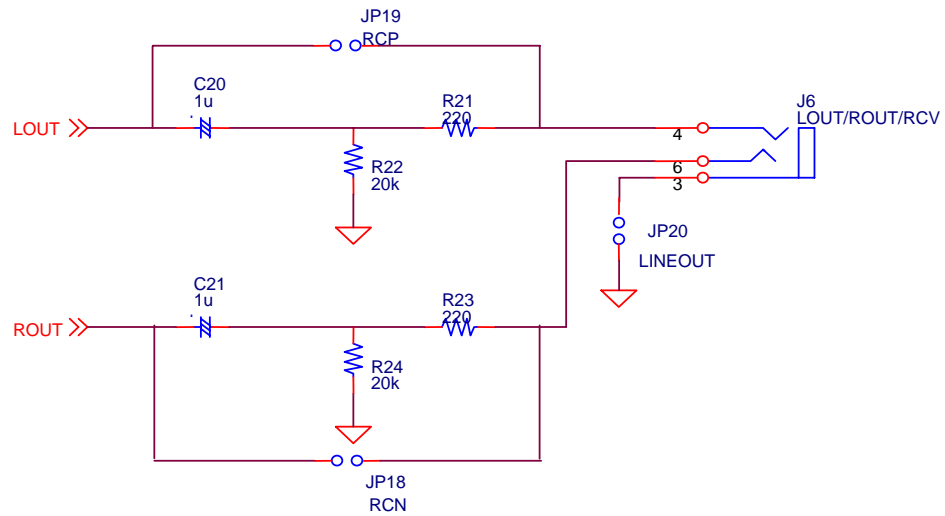 JP19
RCP
C20
1u
R21
220
J6
LOUT/ROUT/RCV
LOUT
4
R22
20k
6
3
JP20
LINEOUT
C21
1u
R23
220
ROUT
R24
20k
JP18
RCN